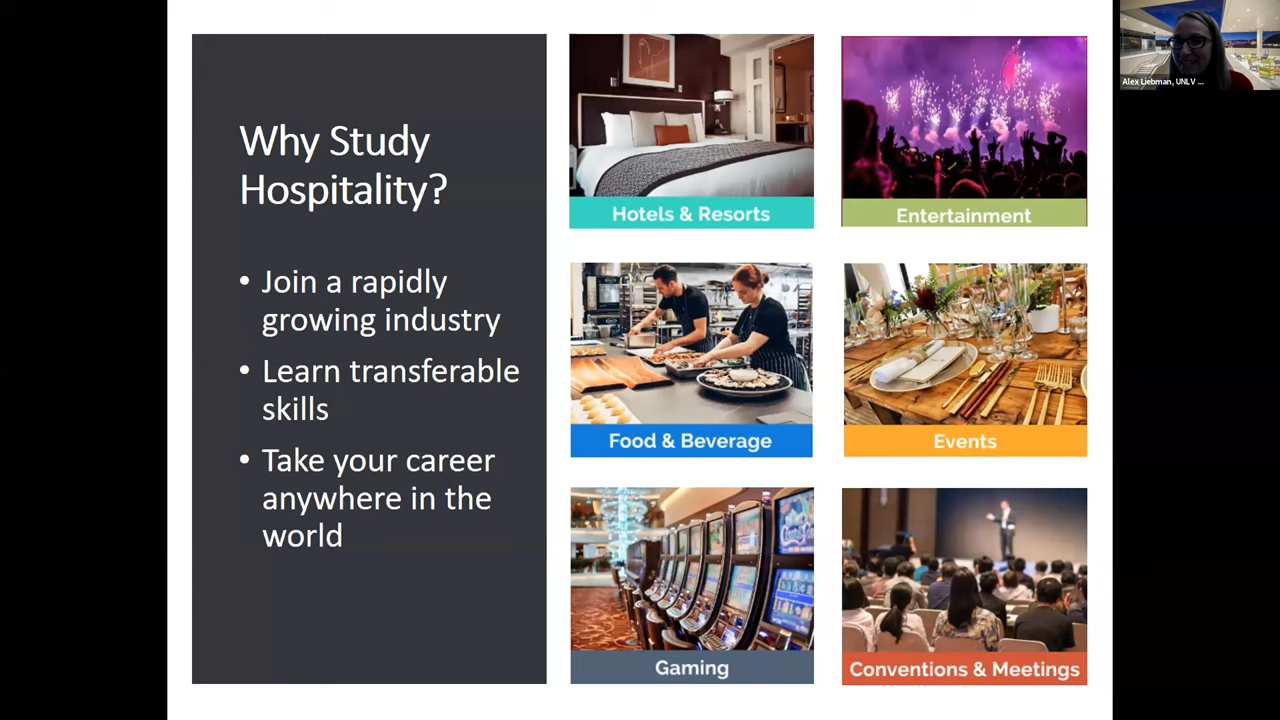 Why Study
Hospitality?
• Join a rapidly
growing industry
• Learn transferable
skills
• Take your career
anywhere in the
world
Hotels & Resorts
Entertainment
Food & Beverage
Events
Gaming
Conventions & Meetings
Alex Liebman, UNLV ...